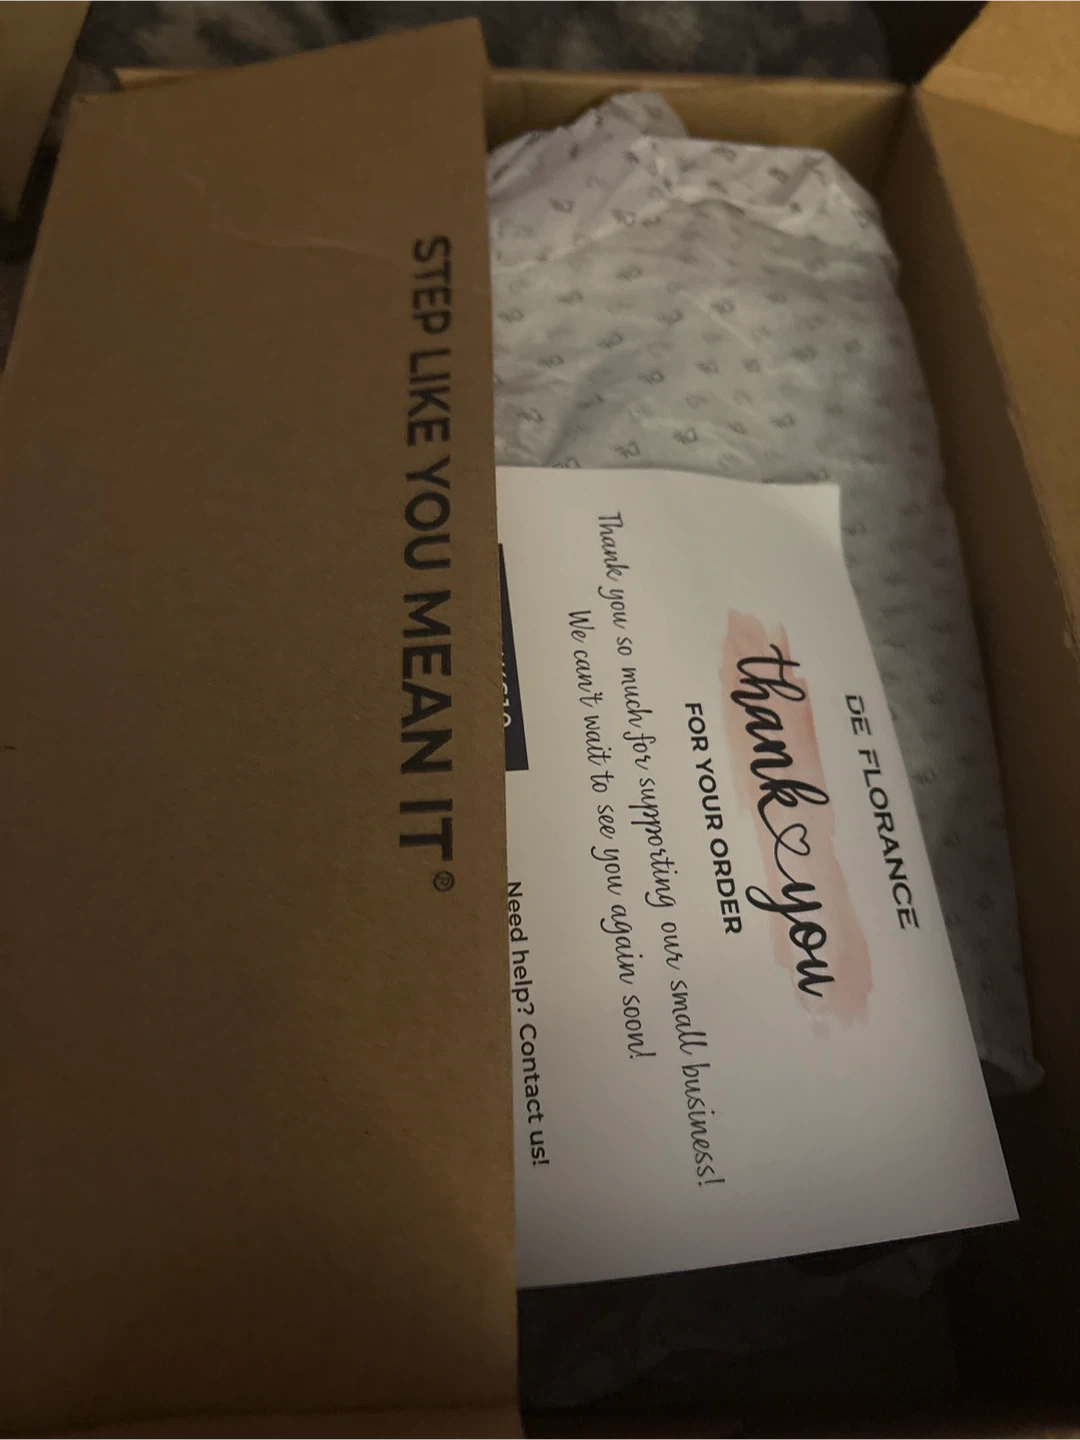 STEP LIKE YOU MEAN IT®
DE FLORANCE
thank you
FOR YOUR ORDER
Thank you so much for supporting our small business!
We can't wait to see you again soon!
Need help? Contact us!